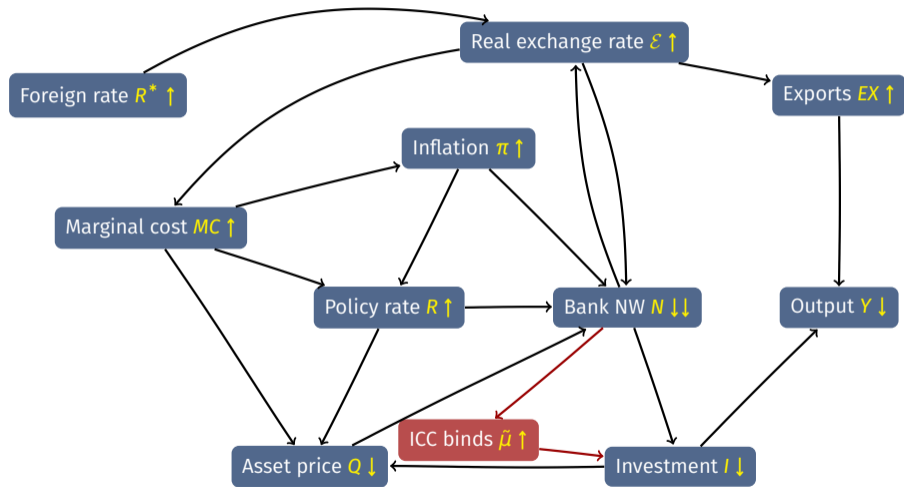 Real exchange rate ℰ ↑
Foreign rate R* ↑
Exports EX ↑
Inflation π ↑
Marginal cost MC ↑
Policy rate R ↑
Bank NW N ↓↓
Output Y ↓
ICC binds μ̃ ↑
Asset price Q ↓
Investment I ↓